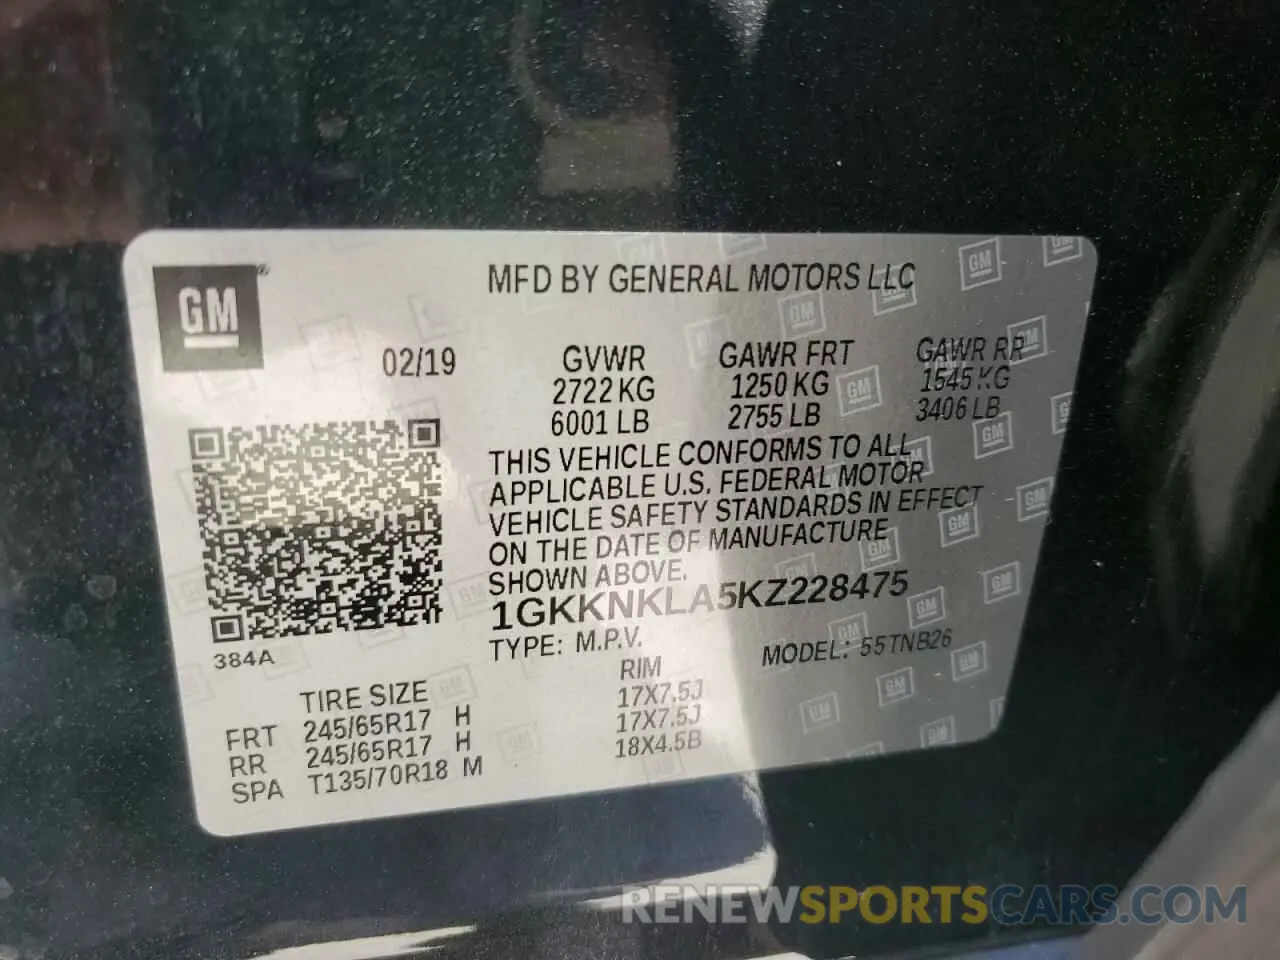 GM®
MFD BY GENERAL MOTORS LLC
02/19
GVWR GAWR FRT GAWR RR
2722 KG 1250 KG 1545 KG
6001 LB 2755 LB 3406 LB
THIS VEHICLE CONFORMS TO ALL
APPLICABLE U.S. FEDERAL MOTOR
VEHICLE SAFETY STANDARDS IN EFFECT
ON THE DATE OF MANUFACTURE
SHOWN ABOVE.
1GKKNKLA5KZ228475
TYPE: M.P.V. MODEL: 55TNB26
384A
TIRE SIZE RIM
FRT 245/65R17 H 17X7.5J
RR 245/65R17 H 17X7.5J
SPA T135/70R18 M 18X4.5B
RENEWSPORTSCARS.COM